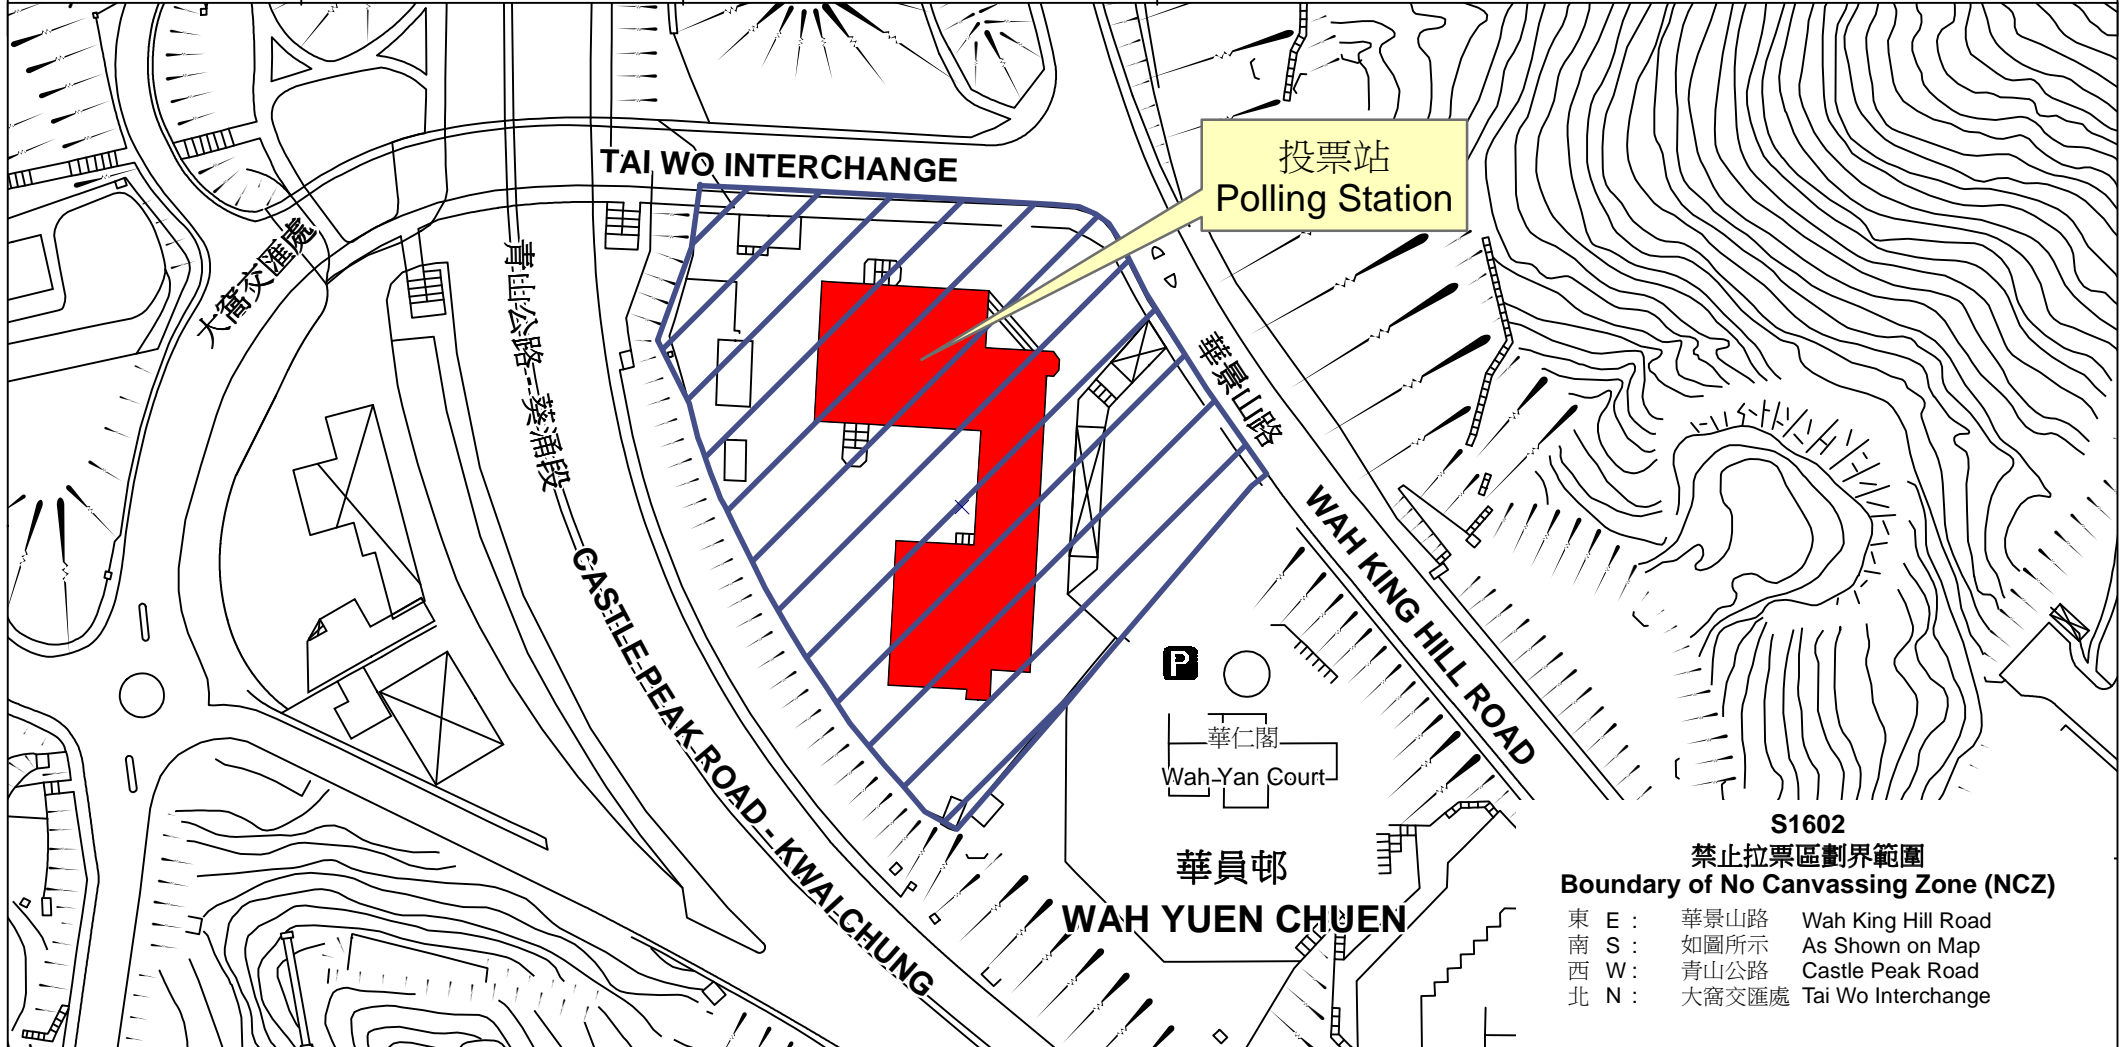 TAI WO INTERCHANGE
投票站
Polling Station
大窩交匯處
青山公路--葵涌段
華景山路
CASTLE PEAK ROAD - KWAI CHUNG
WAH KING HILL ROAD
P
華仁閣
Wah Yan Court
華員邨
WAH YUEN CHUEN
S1602
禁止拉票區劃界範圍
Boundary of No Canvassing Zone (NCZ)
東 E : 華景山路 Wah King Hill Road
南 S : 如圖所示 As Shown on Map
西 W : 青山公路 Castle Peak Road
北 N : 大窩交匯處 Tai Wo Interchange